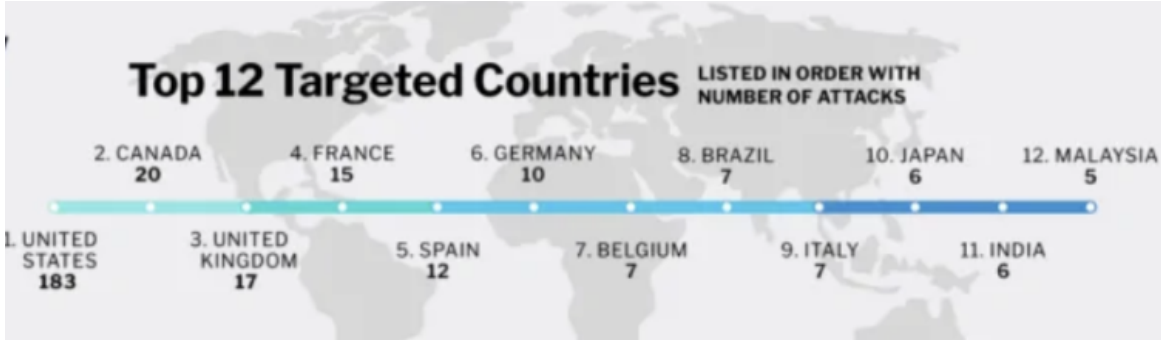 Top 12 Targeted Countries
LISTED IN ORDER WITH
NUMBER OF ATTACKS
1. UNITED
STATES
183
2. CANADA
20
3. UNITED
KINGDOM
17
4. FRANCE
15
5. SPAIN
12
6. GERMANY
10
7. BELGIUM
7
8. BRAZIL
7
9. ITALY
7
10. JAPAN
6
11. INDIA
6
12. MALAYSIA
5